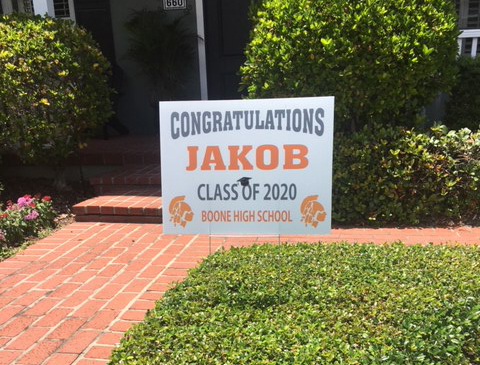 660
CONGRATULATIONS
JAKOB
CLASS OF 2020
BOONE HIGH SCHOOL